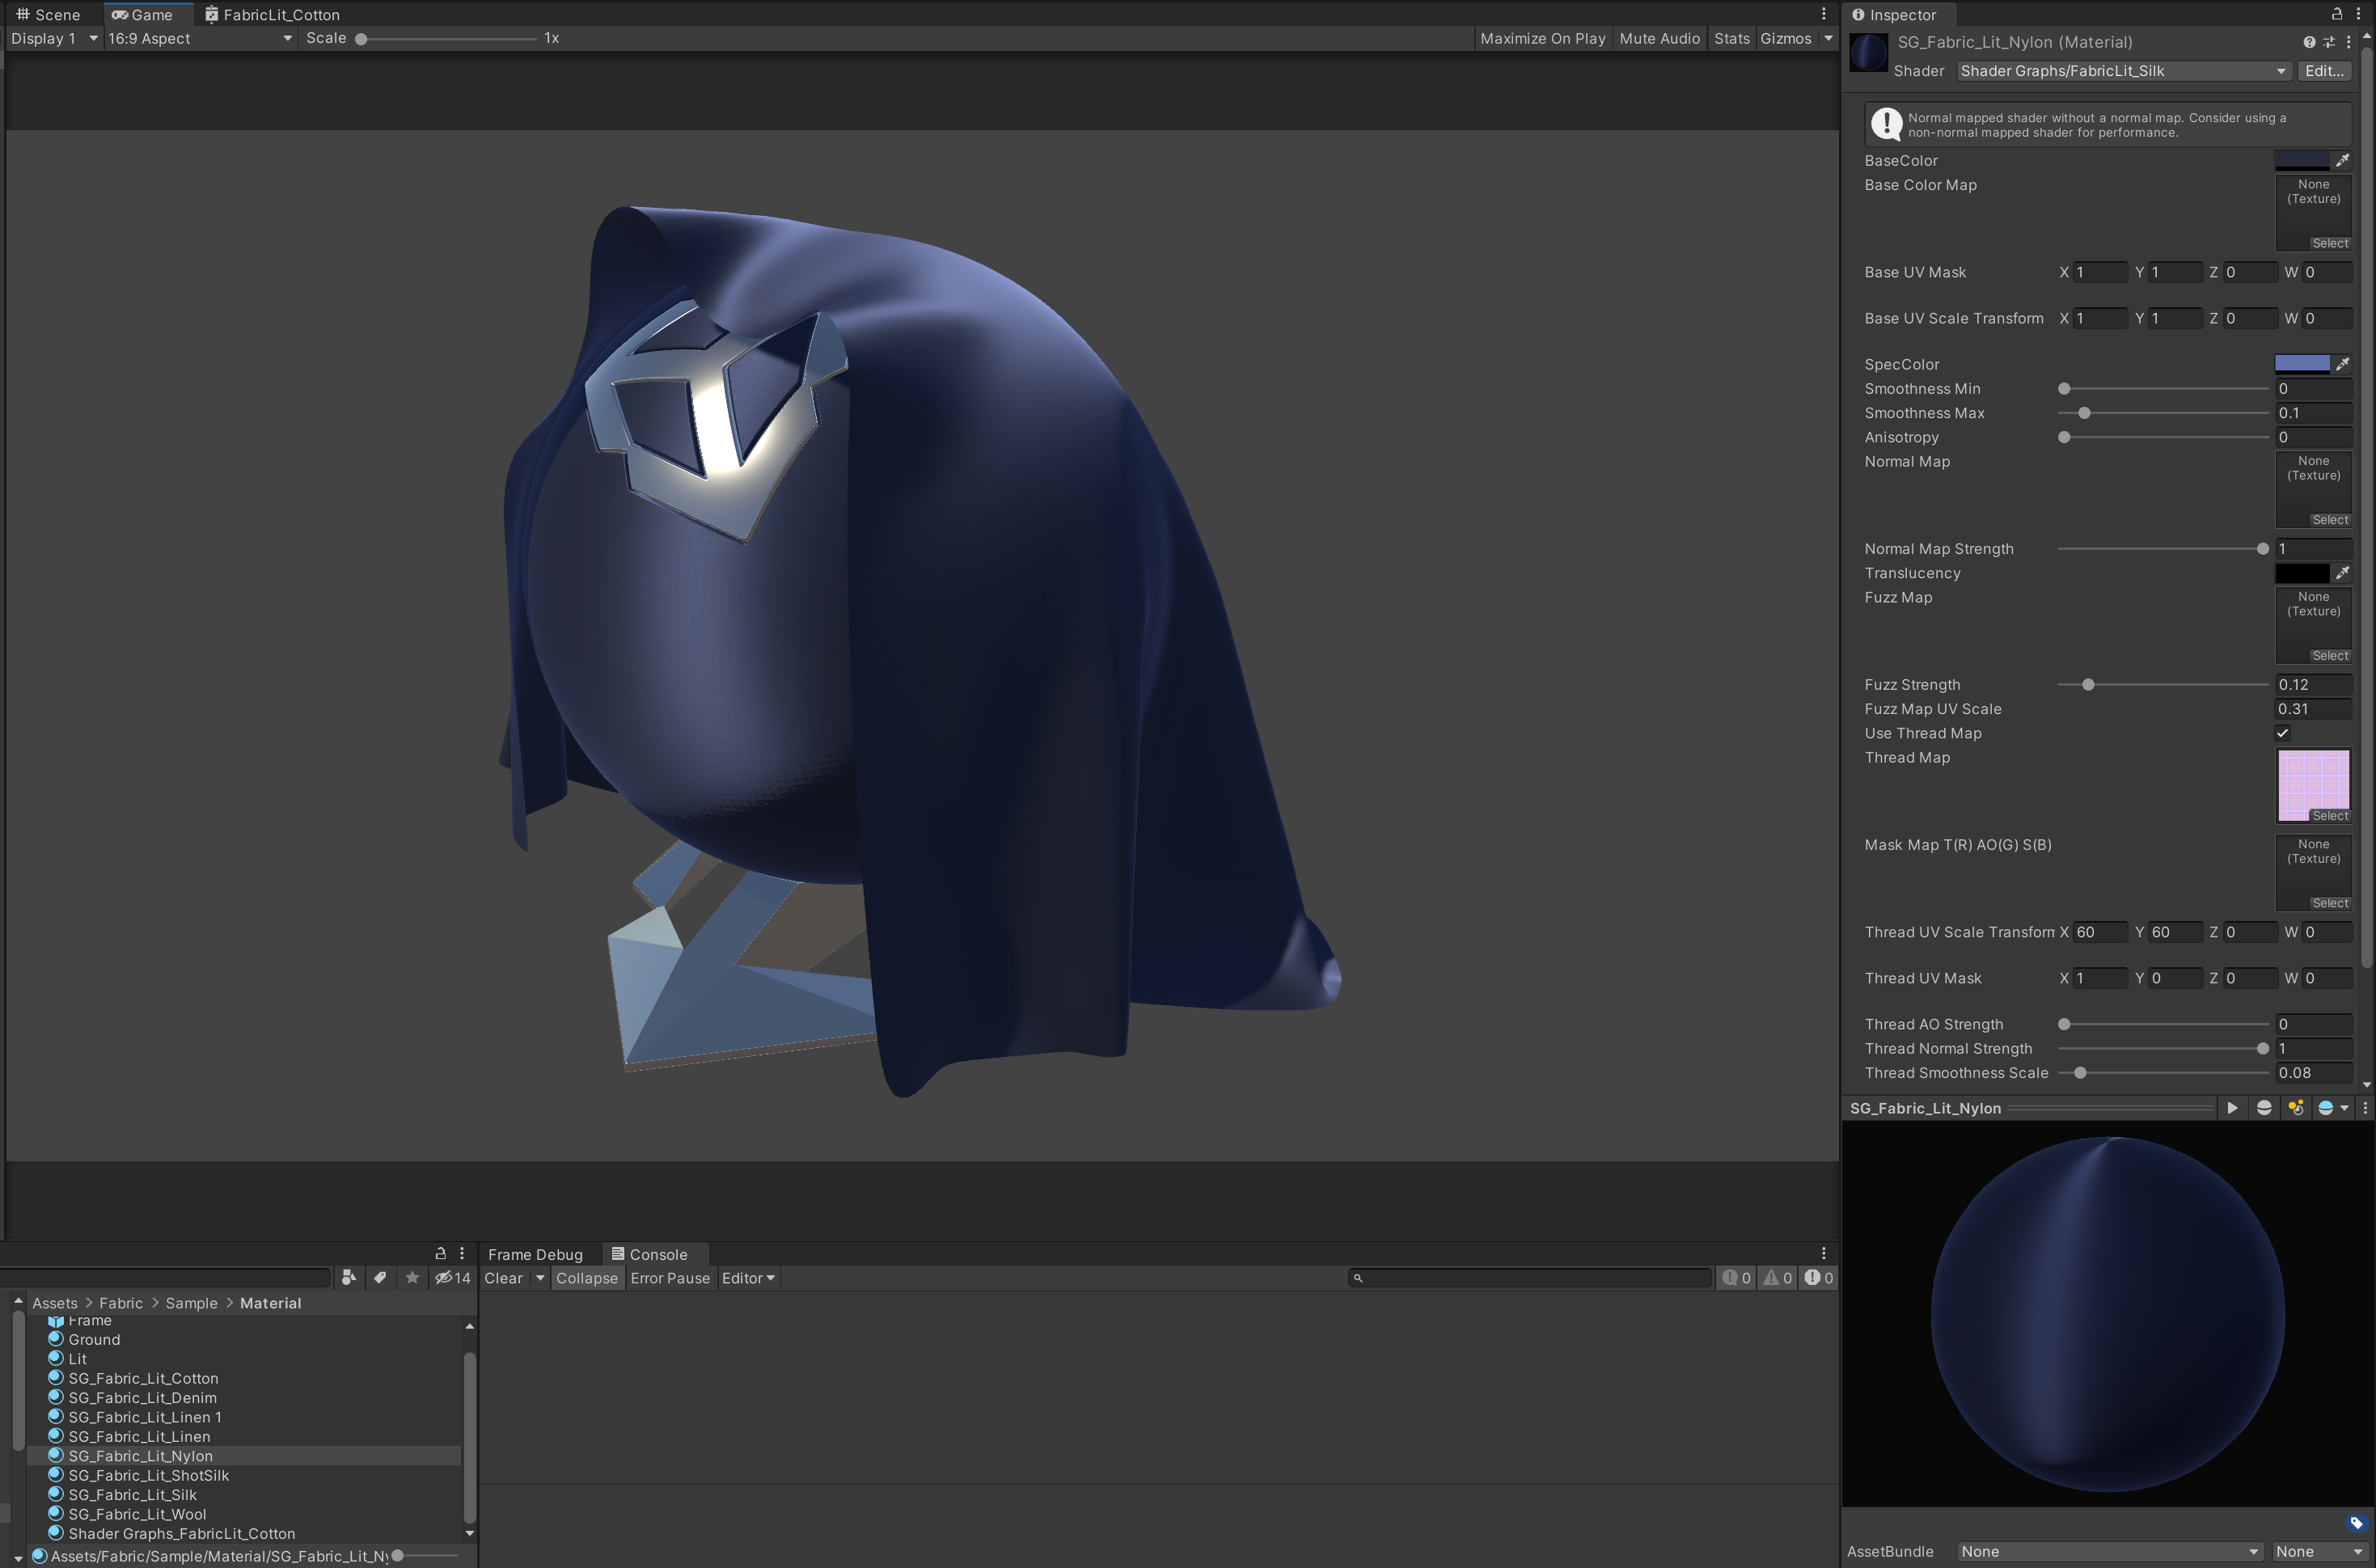 Scene
Game
FabricLit_Cotton
Display 1
16:9 Aspect
Scale
1x
Maximize On Play
Mute Audio
Stats
Gizmos
Inspector
SG_Fabric_Lit_Nylon (Material)
Shader
Shader Graphs/FabricLit_Silk
Edit...
Normal mapped shader without a normal map. Consider using a
non-normal mapped shader for performance.
BaseColor
Base Color Map
None
(Texture)
Select
Base UV Mask X 1 Y 1 Z 0 W 0
Base UV Scale Transform X 1 Y 1 Z 0 W 0
SpecColor
Smoothness Min 0
Smoothness Max 0.1
Anisotropy 0
Normal Map
None
(Texture)
Select
Normal Map Strength 1
Translucency
Fuzz Map
None
(Texture)
Select
Fuzz Strength 0.12
Fuzz Map UV Scale 0.31
Use Thread Map
Thread Map
Select
Mask Map T(R) AO(G) S(B)
None
(Texture)
Select
Thread UV Scale Transform X 60 Y 60 Z 0 W 0
Thread UV Mask X 1 Y 0 Z 0 W 0
Thread AO Strength 0
Thread Normal Strength 1
Thread Smoothness Scale 0.08
SG_Fabric_Lit_Nylon
AssetBundle None None
14
Assets > Fabric > Sample > Material
Frame
Ground
Lit
SG_Fabric_Lit_Cotton
SG_Fabric_Lit_Denim
SG_Fabric_Lit_Linen 1
SG_Fabric_Lit_Linen
SG_Fabric_Lit_Nylon
SG_Fabric_Lit_ShotSilk
SG_Fabric_Lit_Silk
SG_Fabric_Lit_Wool
Shader Graphs_FabricLit_Cotton
Assets/Fabric/Sample/Material/SG_Fabric_Lit_Ny
Frame Debug
Console
Clear
Collapse
Error Pause
Editor
0
0
0